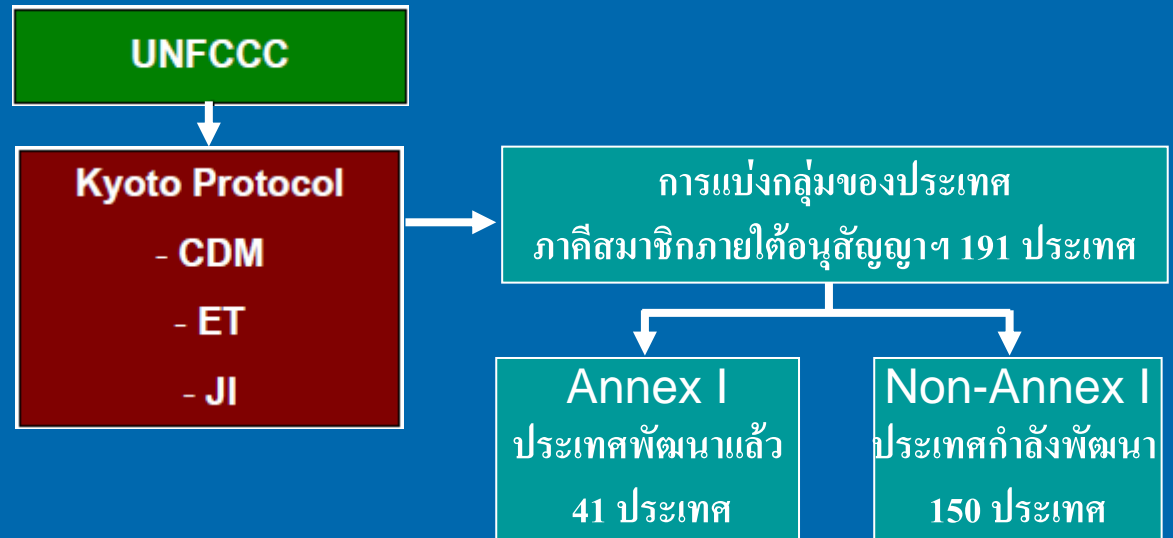 UNFCCC
Kyoto Protocol
- CDM
- ET
- JI
การแบ่งกลุ่มของประเทศ
ภาคีสมาชิกภายใต้อนุสัญญาฯ 191 ประเทศ
Annex I
ประเทศพัฒนาแล้ว
41 ประเทศ
Non-Annex I
ประเทศกำลังพัฒนา
150 ประเทศ